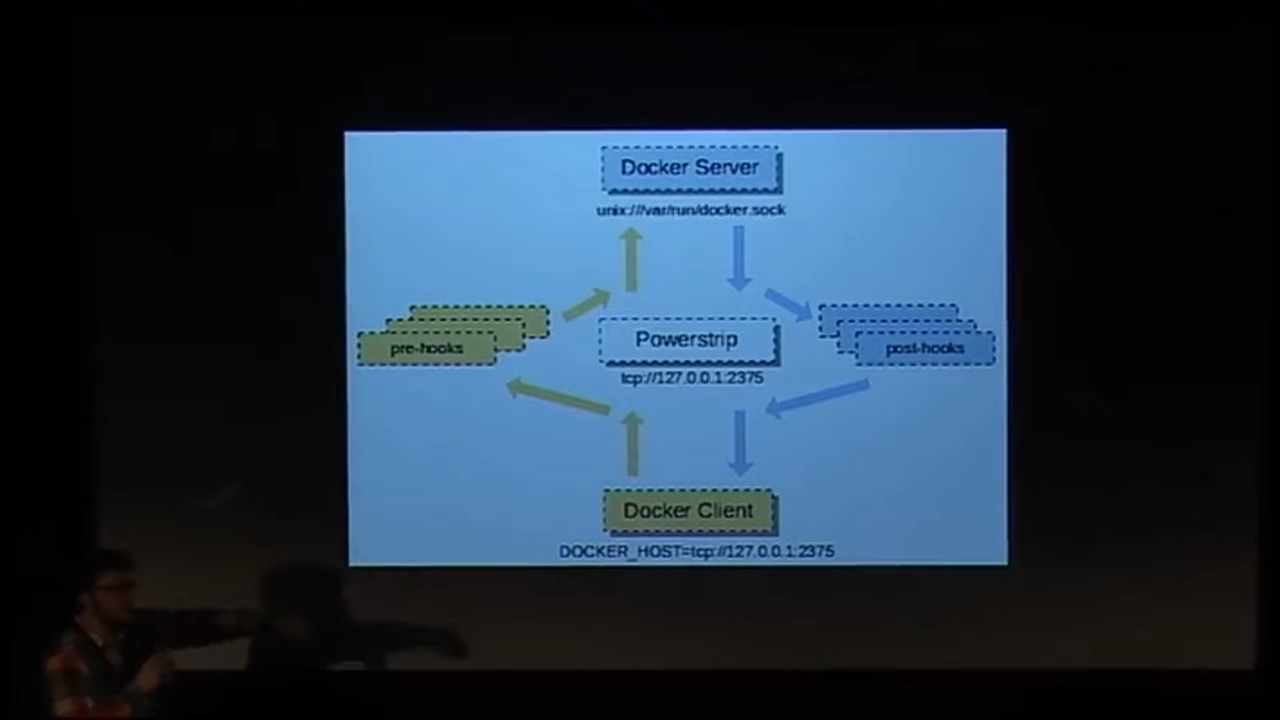 Docker Server
unix:///var/run/docker.sock
pre-hooks
Powerstrip
post-hooks
tcp://127.0.0.1:2375
Docker Client
DOCKER_HOST=tcp://127.0.0.1:2375